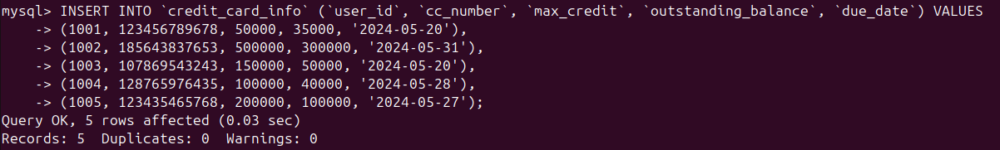 mysql> INSERT INTO `credit_card_info` (`user_id`, `cc_number`, `max_credit`, `outstanding_balance`, `due_date`) VALUES
    -> (1001, 123456789678, 50000, 35000, '2024-05-20'),
    -> (1002, 185643837653, 500000, 300000, '2024-05-31'),
    -> (1003, 107869543243, 150000, 50000, '2024-05-20'),
    -> (1004, 128765976435, 100000, 40000, '2024-05-28'),
    -> (1005, 123435465768, 200000, 100000, '2024-05-27');
Query OK, 5 rows affected (0.03 sec)
Records: 5  Duplicates: 0  Warnings: 0